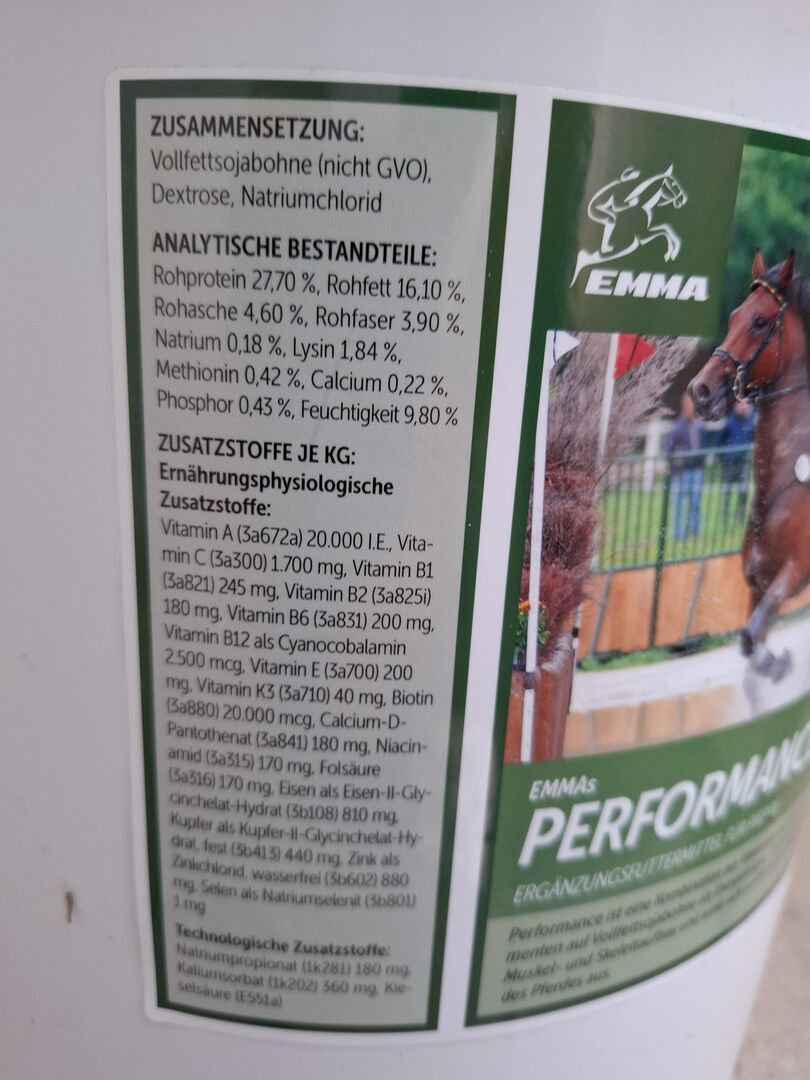 ZUSAMMENSETZUNG:
Vollfettsojabohne (nicht GVO),
Dextrose, Natriumchlorid
ANALYTISCHE BESTANDTEILE:
Rohprotein 27,70 %, Rohfett 16,10 %,
Rohasche 4,60 %, Rohfaser 3,90 %,
Natrium 0,18 %, Lysin 1,84 %,
Methionin 0,42 %, Calcium 0,22 %,
Phosphor 0,43 %, Feuchtigkeit 9,80 %
ZUSATZSTOFFE JE KG:
Ernährungsphysiologische
Zusatzstoffe:
Vitamin A (3a672a) 20.000 I.E., Vita-
min C (3a300) 1.700 mg, Vitamin B1
(3a821) 245 mg, Vitamin B2 (3a825i)
180 mg, Vitamin B6 (3a831) 200 mg,
Vitamin B12 als Cyanocobalamin
2.500 mcg, Vitamin E (3a700) 200
mg, Vitamin K3 (3a710) 40 mg, Biotin
(3a880) 20.000 mcg, Calcium-D-
Pantothenat (3a841) 180 mg, Niacin-
amid (3a315) 170 mg, Folsäure
(3a316) 170 mg, Eisen als Eisen-II-Gly-
cinchelat-Hydrat (3b108) 810 mg,
Kupfer als Kupfer-II-Glycinchelat-Hy-
drat, fest (3b413) 440 mg, Zink als
Zinkchlorid, wasserfrei (3b602) 880
mg, Selen als Natriumselenit (3b801)
1 mg
Technologische Zusatzstoffe:
Natriumpropionat (1k281) 180 mg,
Kaliumsorbat (1k202) 360 mg, Kie-
selsäure (E551a)
EMMA
EMMAs
PERFORMANC
ERGÄNZUNGSFUTTERMITTEL FÜR
Performance ist eine Kombination
menten auf Vollfettsojabohne als
Muskel- und Skelettaufbau und
des Pferdes aus.